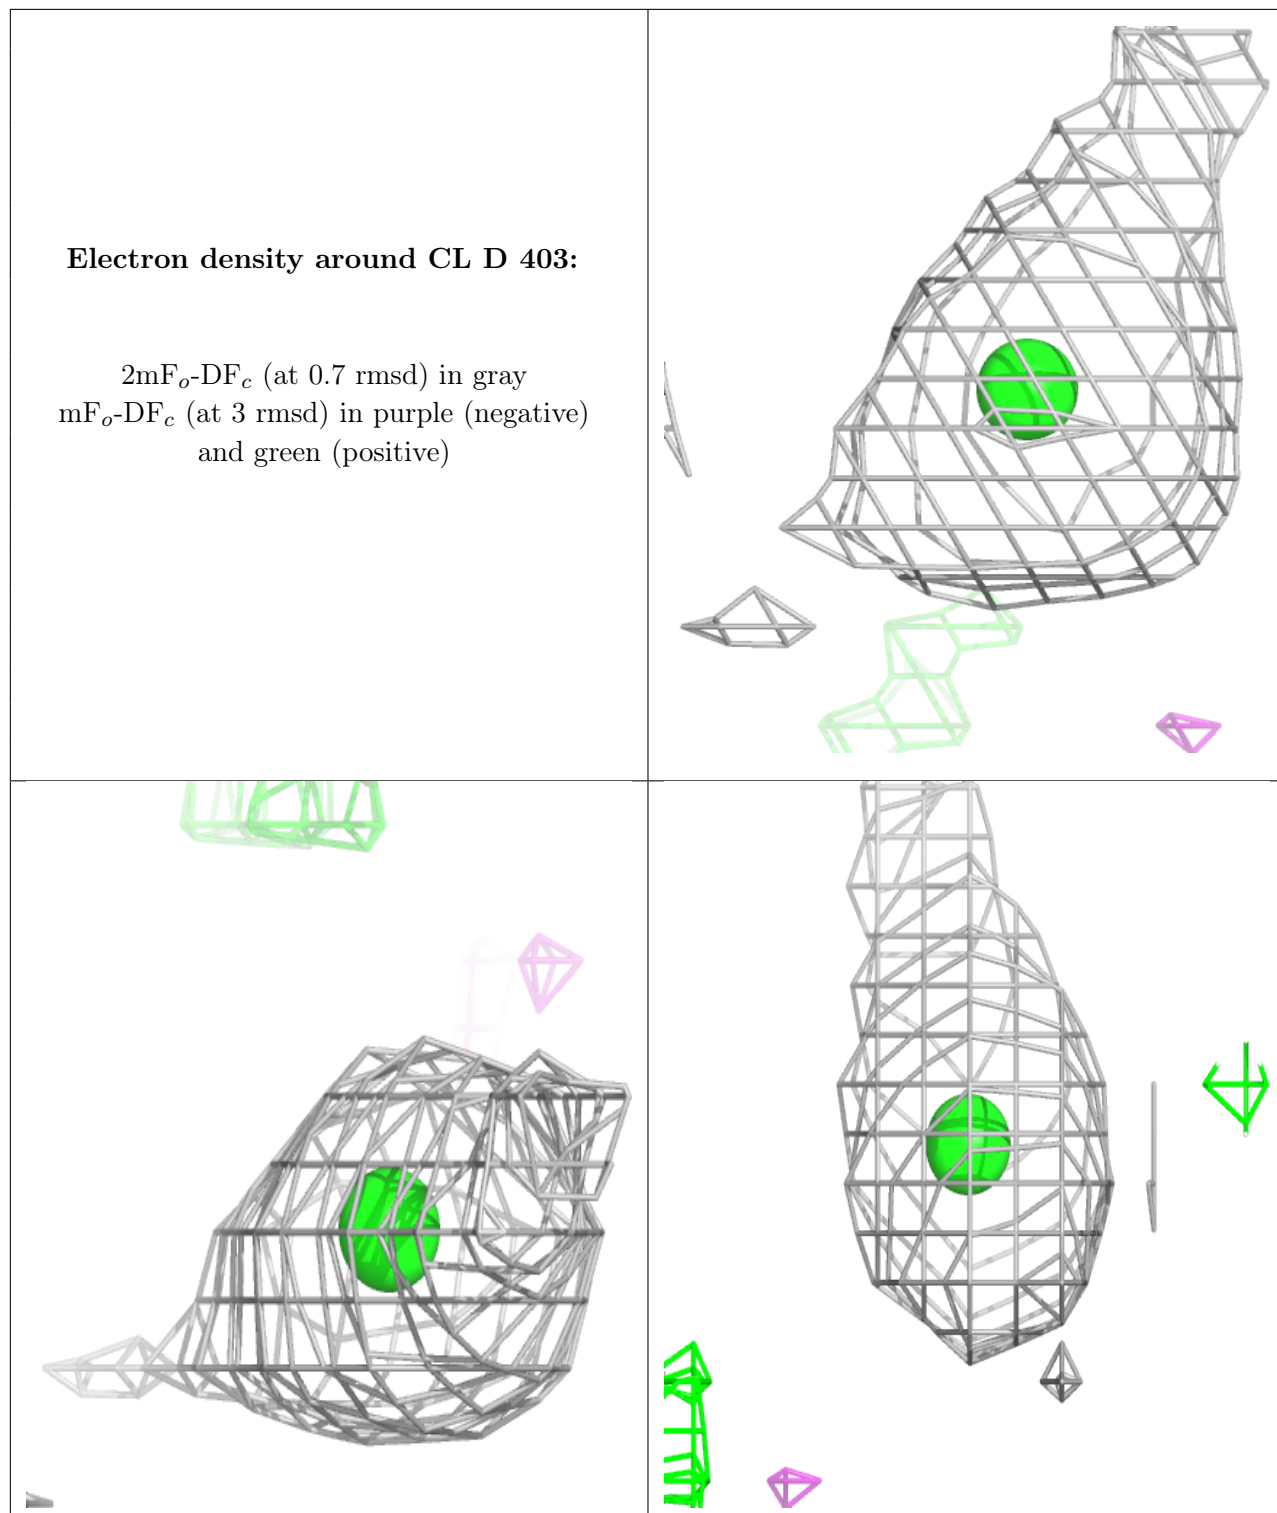 Electron density around CL D 403:
2mFo-DFc (at 0.7 rmsd) in gray
mFo-DFc (at 3 rmsd) in purple (negative)
and green (positive)